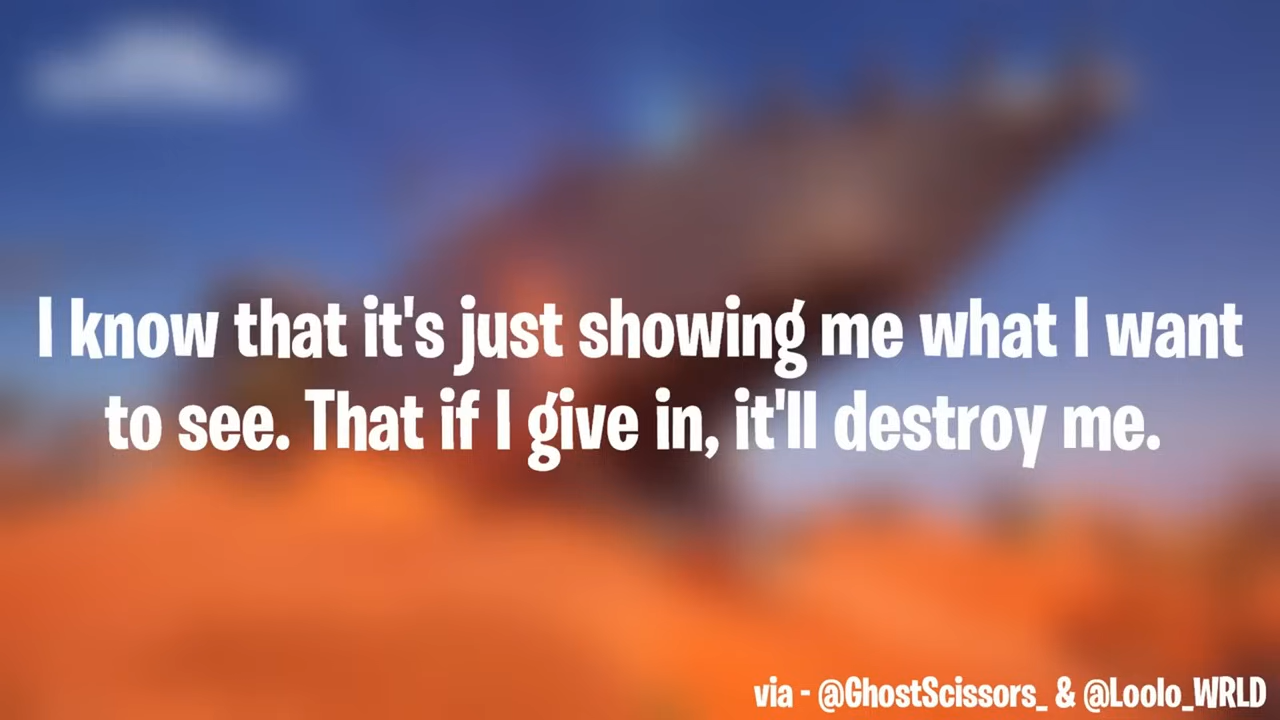 I know that it's just showing me what I want
to see. That if I give in, it'll destroy me.
via - @GhostScissors_ & @Loolo_WRLD